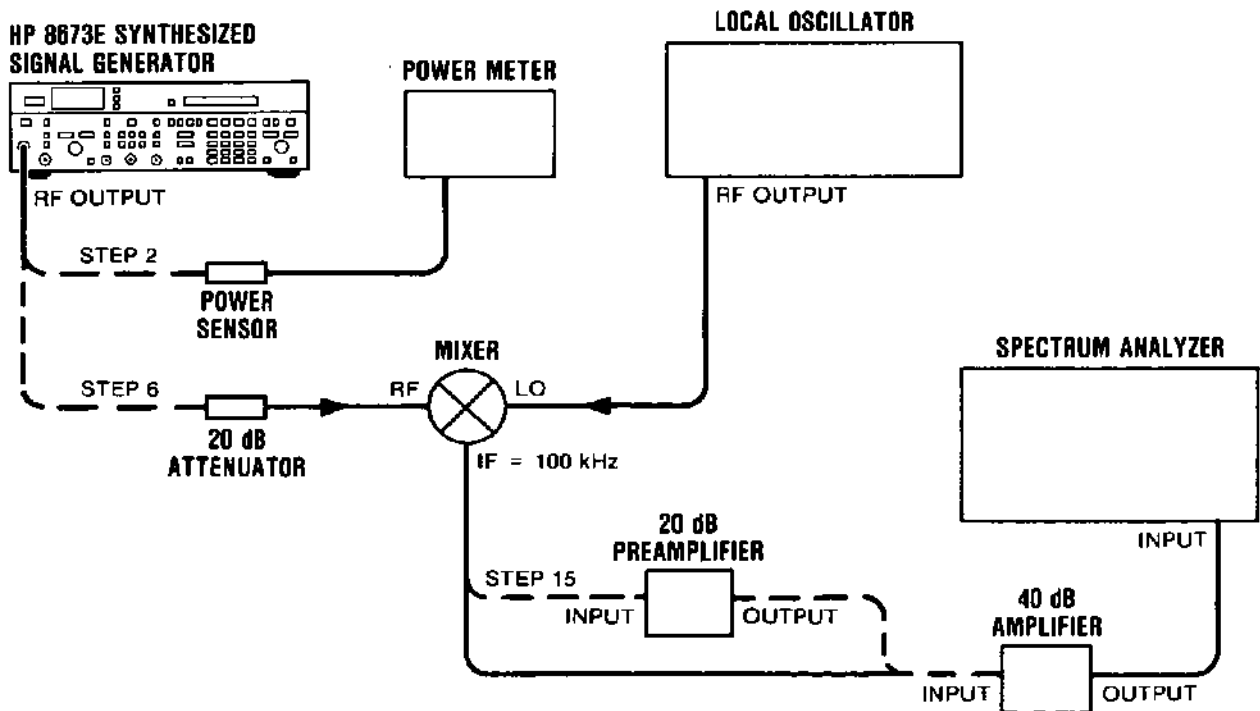 HP 8673E SYNTHESIZED
SIGNAL GENERATOR
POWER METER
LOCAL OSCILLATOR
RF OUTPUT
RF OUTPUT
STEP 2
POWER
SENSOR
MIXER
SPECTRUM ANALYZER
STEP 6
RF
LO
20 dB
ATTENUATOR
IF = 100 kHz
20 dB
PREAMPLIFIER
INPUT
STEP 15
INPUT
OUTPUT
40 dB
AMPLIFIER
INPUT
OUTPUT